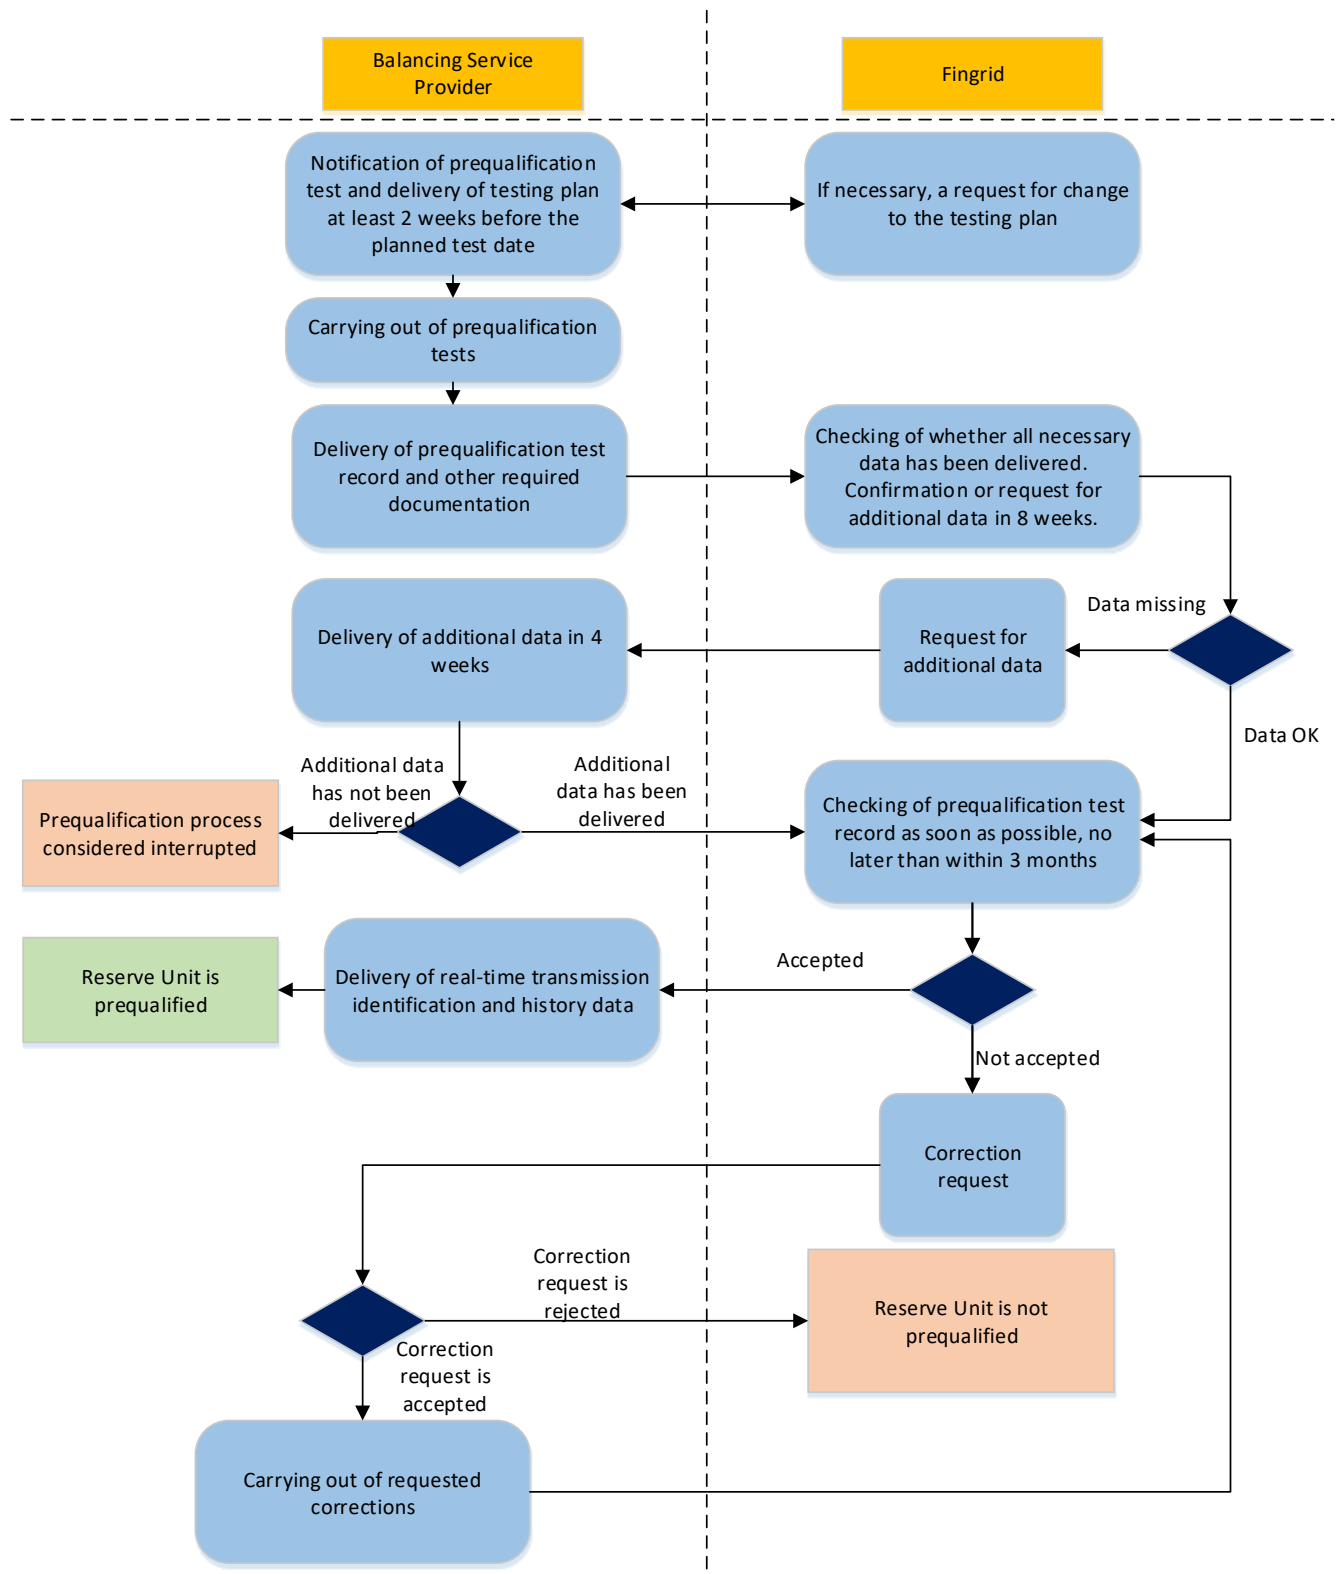 Balancing Service
Provider
Fingrid
Notification of prequalification
test and delivery of testing plan
at least 2 weeks before the
planned test date
If necessary, a request for change
to the testing plan
Carrying out of prequalification
tests
Delivery of prequalification test
record and other required
documentation
Checking of whether all necessary
data has been delivered.
Confirmation or request for
additional data in 8 weeks.
Data missing
Request for
additional data
Delivery of additional data in 4
weeks
Data OK
Additional data
has not been
delivered
Additional
data has been
delivered
Prequalification process
considered interrupted
Checking of prequalification test
record as soon as possible, no
later than within 3 months
Accepted
Delivery of real-time transmission
identification and history data
Reserve Unit is
prequalified
Not accepted
Correction
request
Correction
request is
rejected
Reserve Unit is not
prequalified
Correction
request is
accepted
Carrying out of requested
corrections